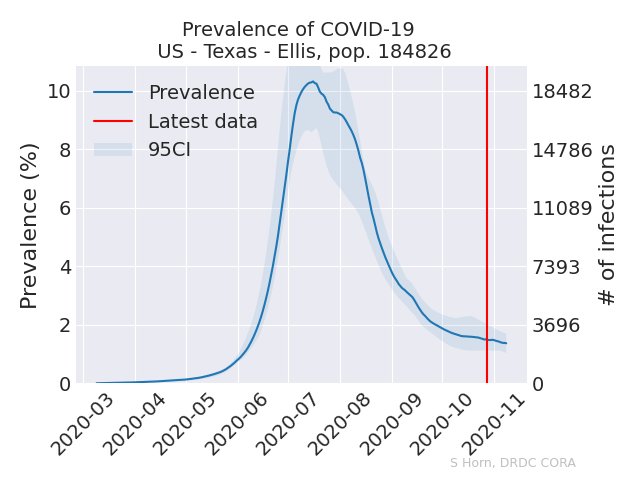 Prevalence of COVID-19
US - Texas - Ellis, pop. 184826
Prevalence
Latest data
95CI
Prevalence (%)
10
8
6
4
2
0
18482
14786
11089
7393
3696
0
# of infections
2020-03
2020-04
2020-05
2020-06
2020-07
2020-08
2020-09
2020-10
2020-11
S Horn, DRDC CORA